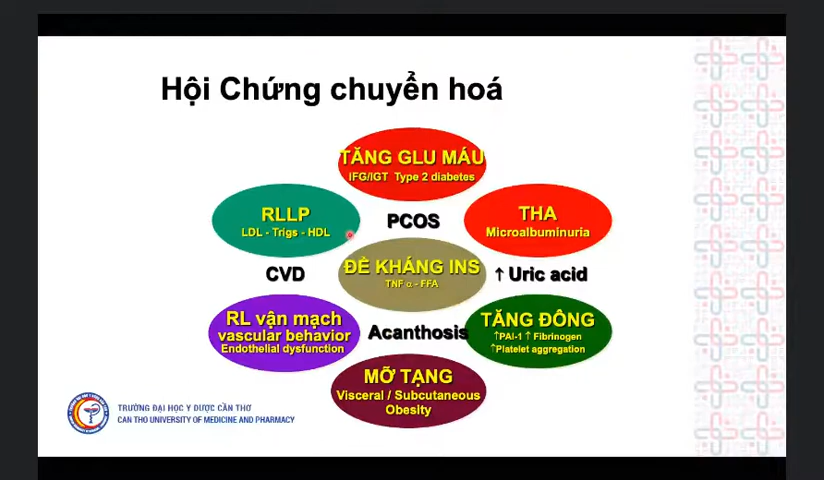 Hội Chứng chuyển hoá
TĂNG GLU MÁU
IFG/IGT Type 2 diabetes
RLLP
LDL - Trigs - HDL
PCOS
THA
Microalbuminuria
CVD
ĐỀ KHÁNG INS
TNF α - FFA
↑ Uric acid
RL vận mạch
vascular behavior
Endothelial dysfunction
Acanthosis
TĂNG ĐÔNG
↑PAI-1 ↑ Fibrinogen
↑Platelet aggregation
MỠ TẠNG
Visceral / Subcutaneous
Obesity
TRƯỜNG ĐẠI HỌC Y DƯỢC CẦN THƠ
CAN THO UNIVERSITY OF MEDICINE AND PHARMACY